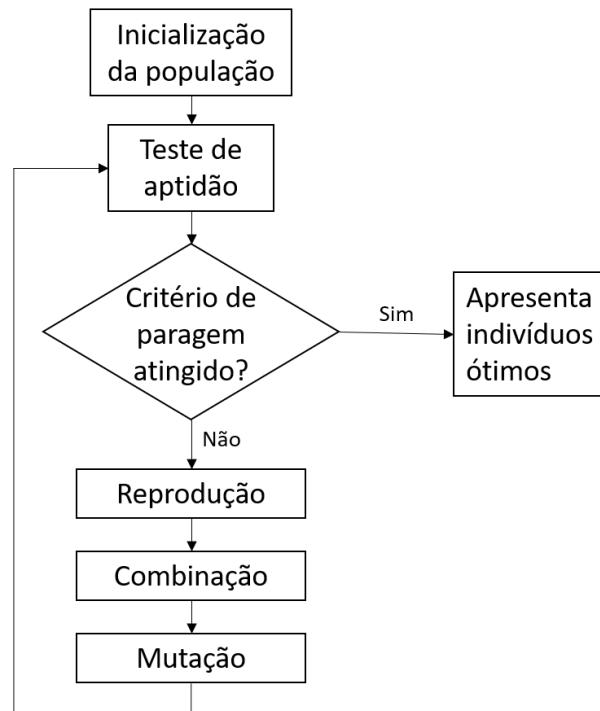 Inicialização
da população
Teste de
aptidão
Critério de
paragem
atingido?
Sim
Apresenta
indivíduos
ótimos
Não
Reprodução
Combinação
Mutação